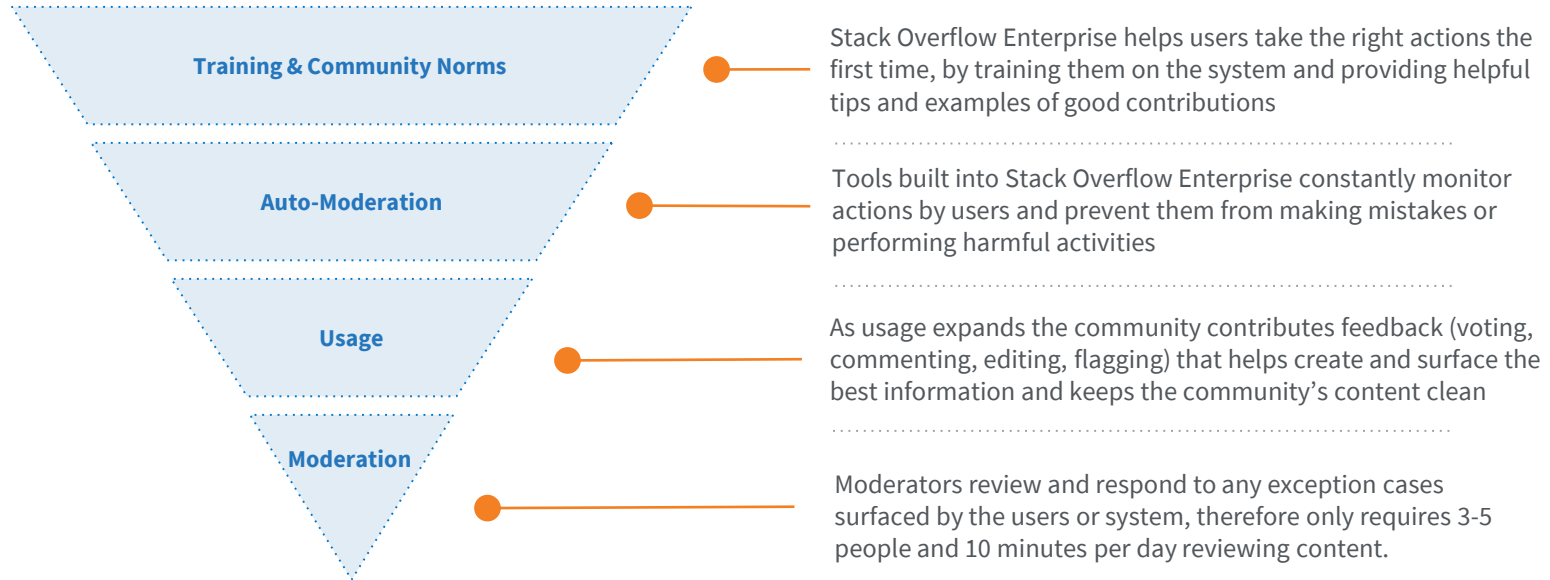 Training & Community Norms
Stack Overflow Enterprise helps users take the right actions the
first time, by training them on the system and providing helpful
tips and examples of good contributions
Auto-Moderation
Tools built into Stack Overflow Enterprise constantly monitor
actions by users and prevent them from making mistakes or
performing harmful activities
Usage
As usage expands the community contributes feedback (voting,
commenting, editing, flagging) that helps create and surface the
best information and keeps the community’s content clean
Moderation
Moderators review and respond to any exception cases
surfaced by the users or system, therefore only requires 3-5
people and 10 minutes per day reviewing content.